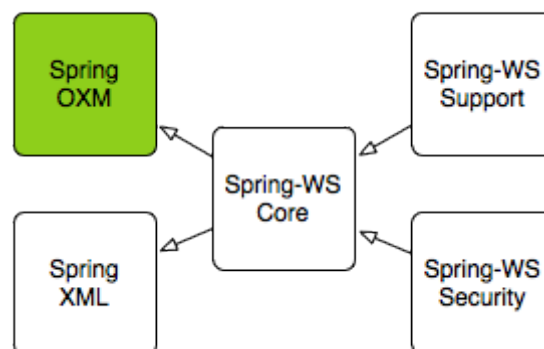 Spring
OXM
Spring-WS
Support
Spring-WS
Core
Spring
XML
Spring-WS
Security